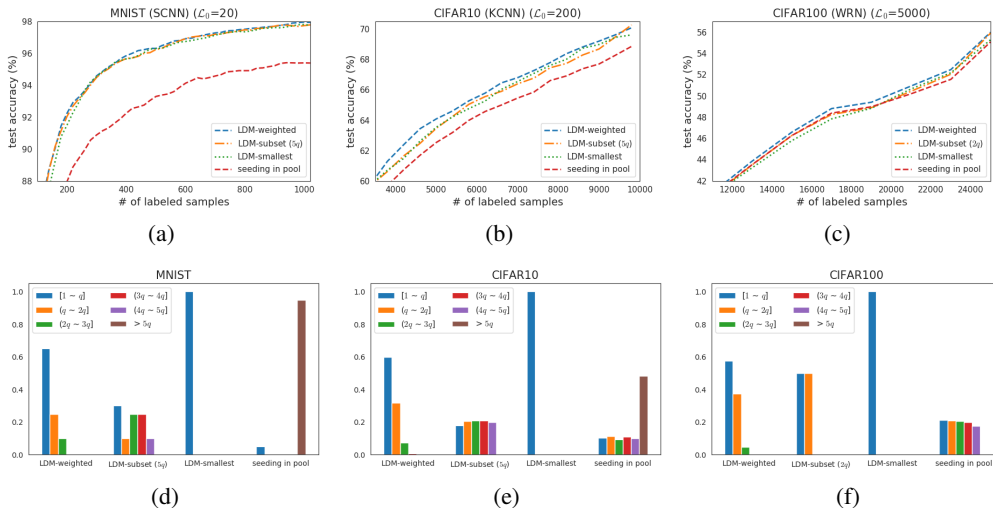 MNIST (SCNN) (ℒ₀=20)
test accuracy (%)
98
96
94
92
90
88
200
400
600
800
1000
# of labeled samples
LDM-weighted
LDM-subset (5q)
LDM-smallest
seeding in pool
(a)
CIFAR10 (KCNN) (ℒ₀=200)
test accuracy (%)
70
68
66
64
62
60
4000
5000
6000
7000
8000
9000
10000
# of labeled samples
LDM-weighted
LDM-subset (5q)
LDM-smallest
seeding in pool
(b)
CIFAR100 (WRN) (ℒ₀=5000)
test accuracy (%)
56
54
52
50
48
46
44
42
12000
14000
16000
18000
20000
22000
24000
# of labeled samples
LDM-weighted
LDM-subset (2q)
LDM-smallest
seeding in pool
(c)
MNIST
1.0
0.8
0.6
0.4
0.2
0.0
[1 ~ q]
(q ~ 2q]
(2q ~ 3q]
(3q ~ 4q]
(4q ~ 5q]
> 5q
LDM-weighted
LDM-subset (5q)
LDM-smallest
seeding in pool
(d)
CIFAR10
1.0
0.8
0.6
0.4
0.2
0.0
[1 ~ q]
(q ~ 2q]
(2q ~ 3q]
(3q ~ 4q]
(4q ~ 5q]
> 5q
LDM-weighted
LDM-subset (5q)
LDM-smallest
seeding in pool
(e)
CIFAR100
1.0
0.8
0.6
0.4
0.2
0.0
[1 ~ q]
(q ~ 2q]
(2q ~ 3q]
(3q ~ 4q]
(4q ~ 5q]
> 5q
LDM-weighted
LDM-subset (2q)
LDM-smallest
seeding in pool
(f)